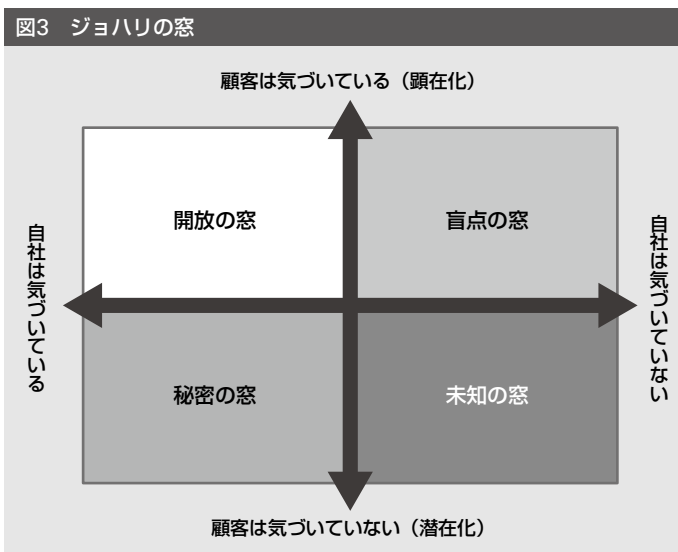 図3　ジョハリの窓
顧客は気づいている（顕在化）
自社は気づいている
開放の窓
盲点の窓
自社は気づいていない
秘密の窓
未知の窓
顧客は気づいていない（潜在化）